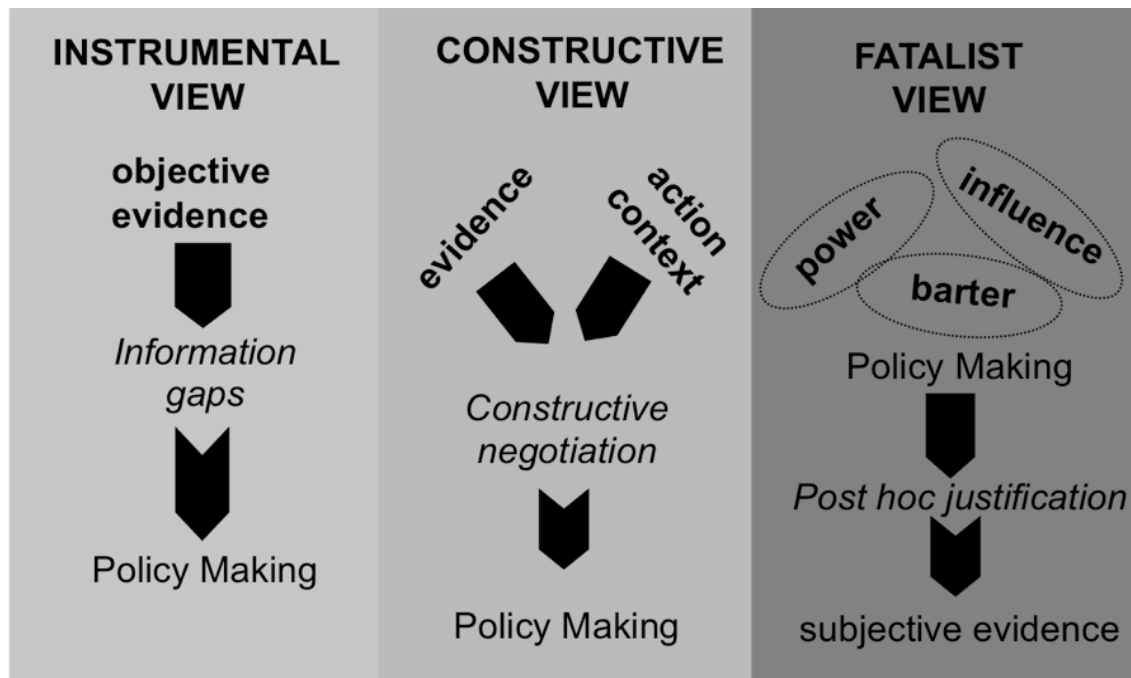 INSTRUMENTAL
VIEW
objective
evidence
Information
gaps
Policy Making
CONSTRUCTIVE
VIEW
evidence
action
context
Constructive
negotiation
Policy Making
FATALIST
VIEW
power
influence
barter
Policy Making
Post hoc justification
subjective evidence